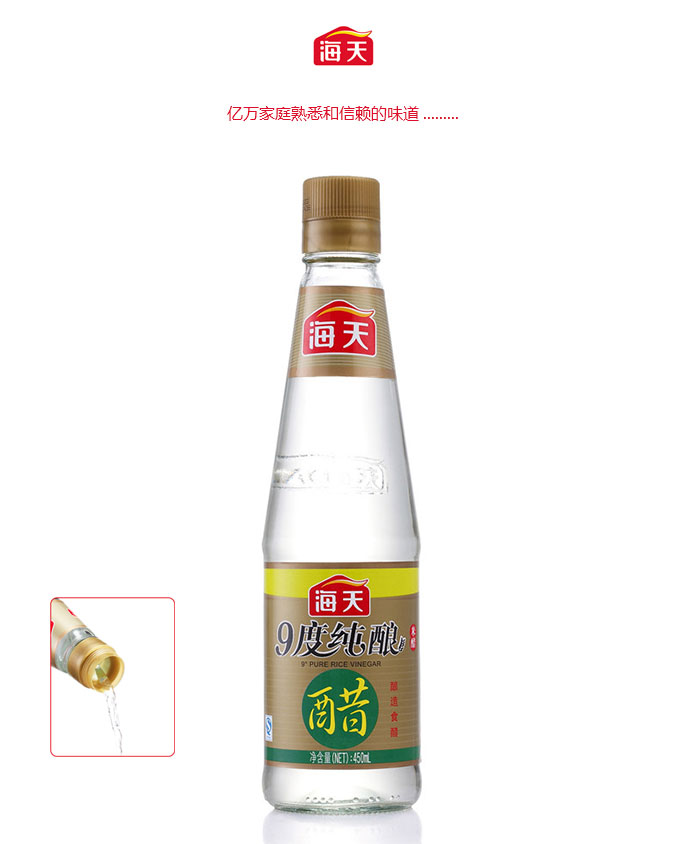 海天
亿万家庭熟悉和信赖的味道 .........
海天
海天
9度纯酿
米醋
9° PURE RICE VINEGAR
醋
酿造食醋
净含量(NET):450mL